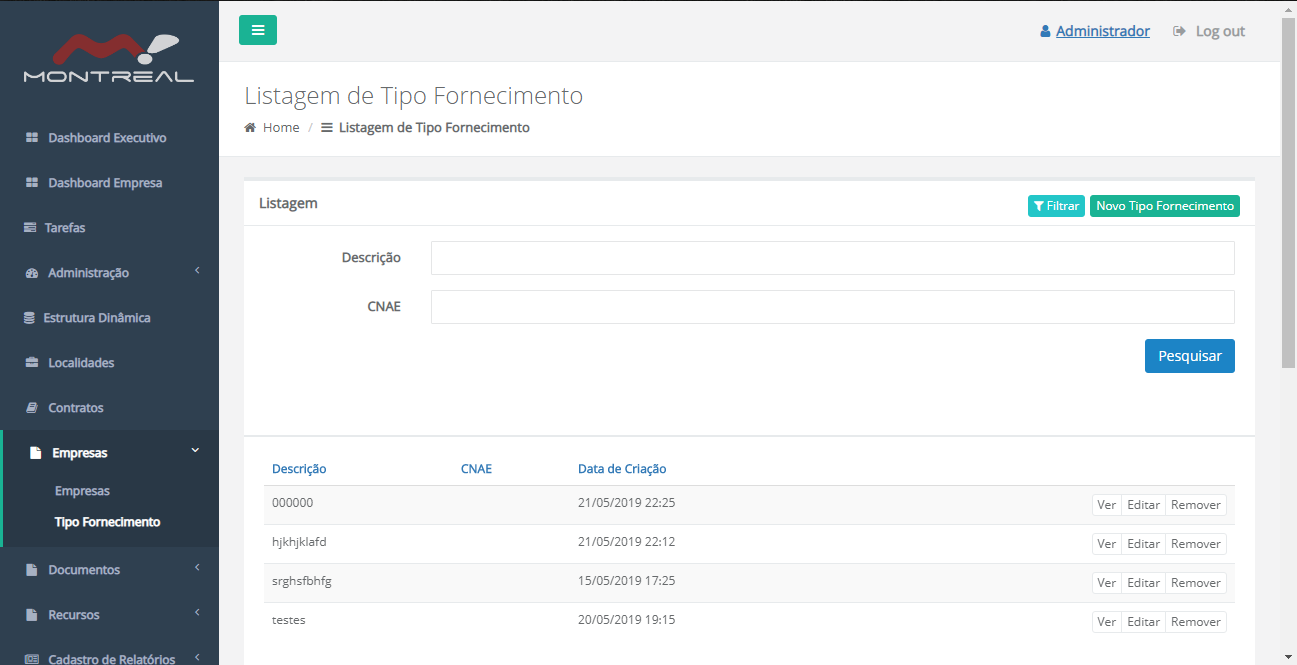 MONTREAL
Administrador
Log out
Listagem de Tipo Fornecimento
Home / Listagem de Tipo Fornecimento
Dashboard Executivo
Dashboard Empresa
Tarefas
Administração
Estrutura Dinâmica
Localidades
Contratos
Empresas
Empresas
Tipo Fornecimento
Documentos
Recursos
Cadastro de Relatórios
Listagem
Filtrar
Novo Tipo Fornecimento
Descrição
CNAE
Pesquisar
Descrição CNAE Data de Criação
000000 21/05/2019 22:25 Ver Editar Remover
hjkhjklafd 21/05/2019 22:12 Ver Editar Remover
srghsfbhfg 15/05/2019 17:25 Ver Editar Remover
testes 20/05/2019 19:15 Ver Editar Remover